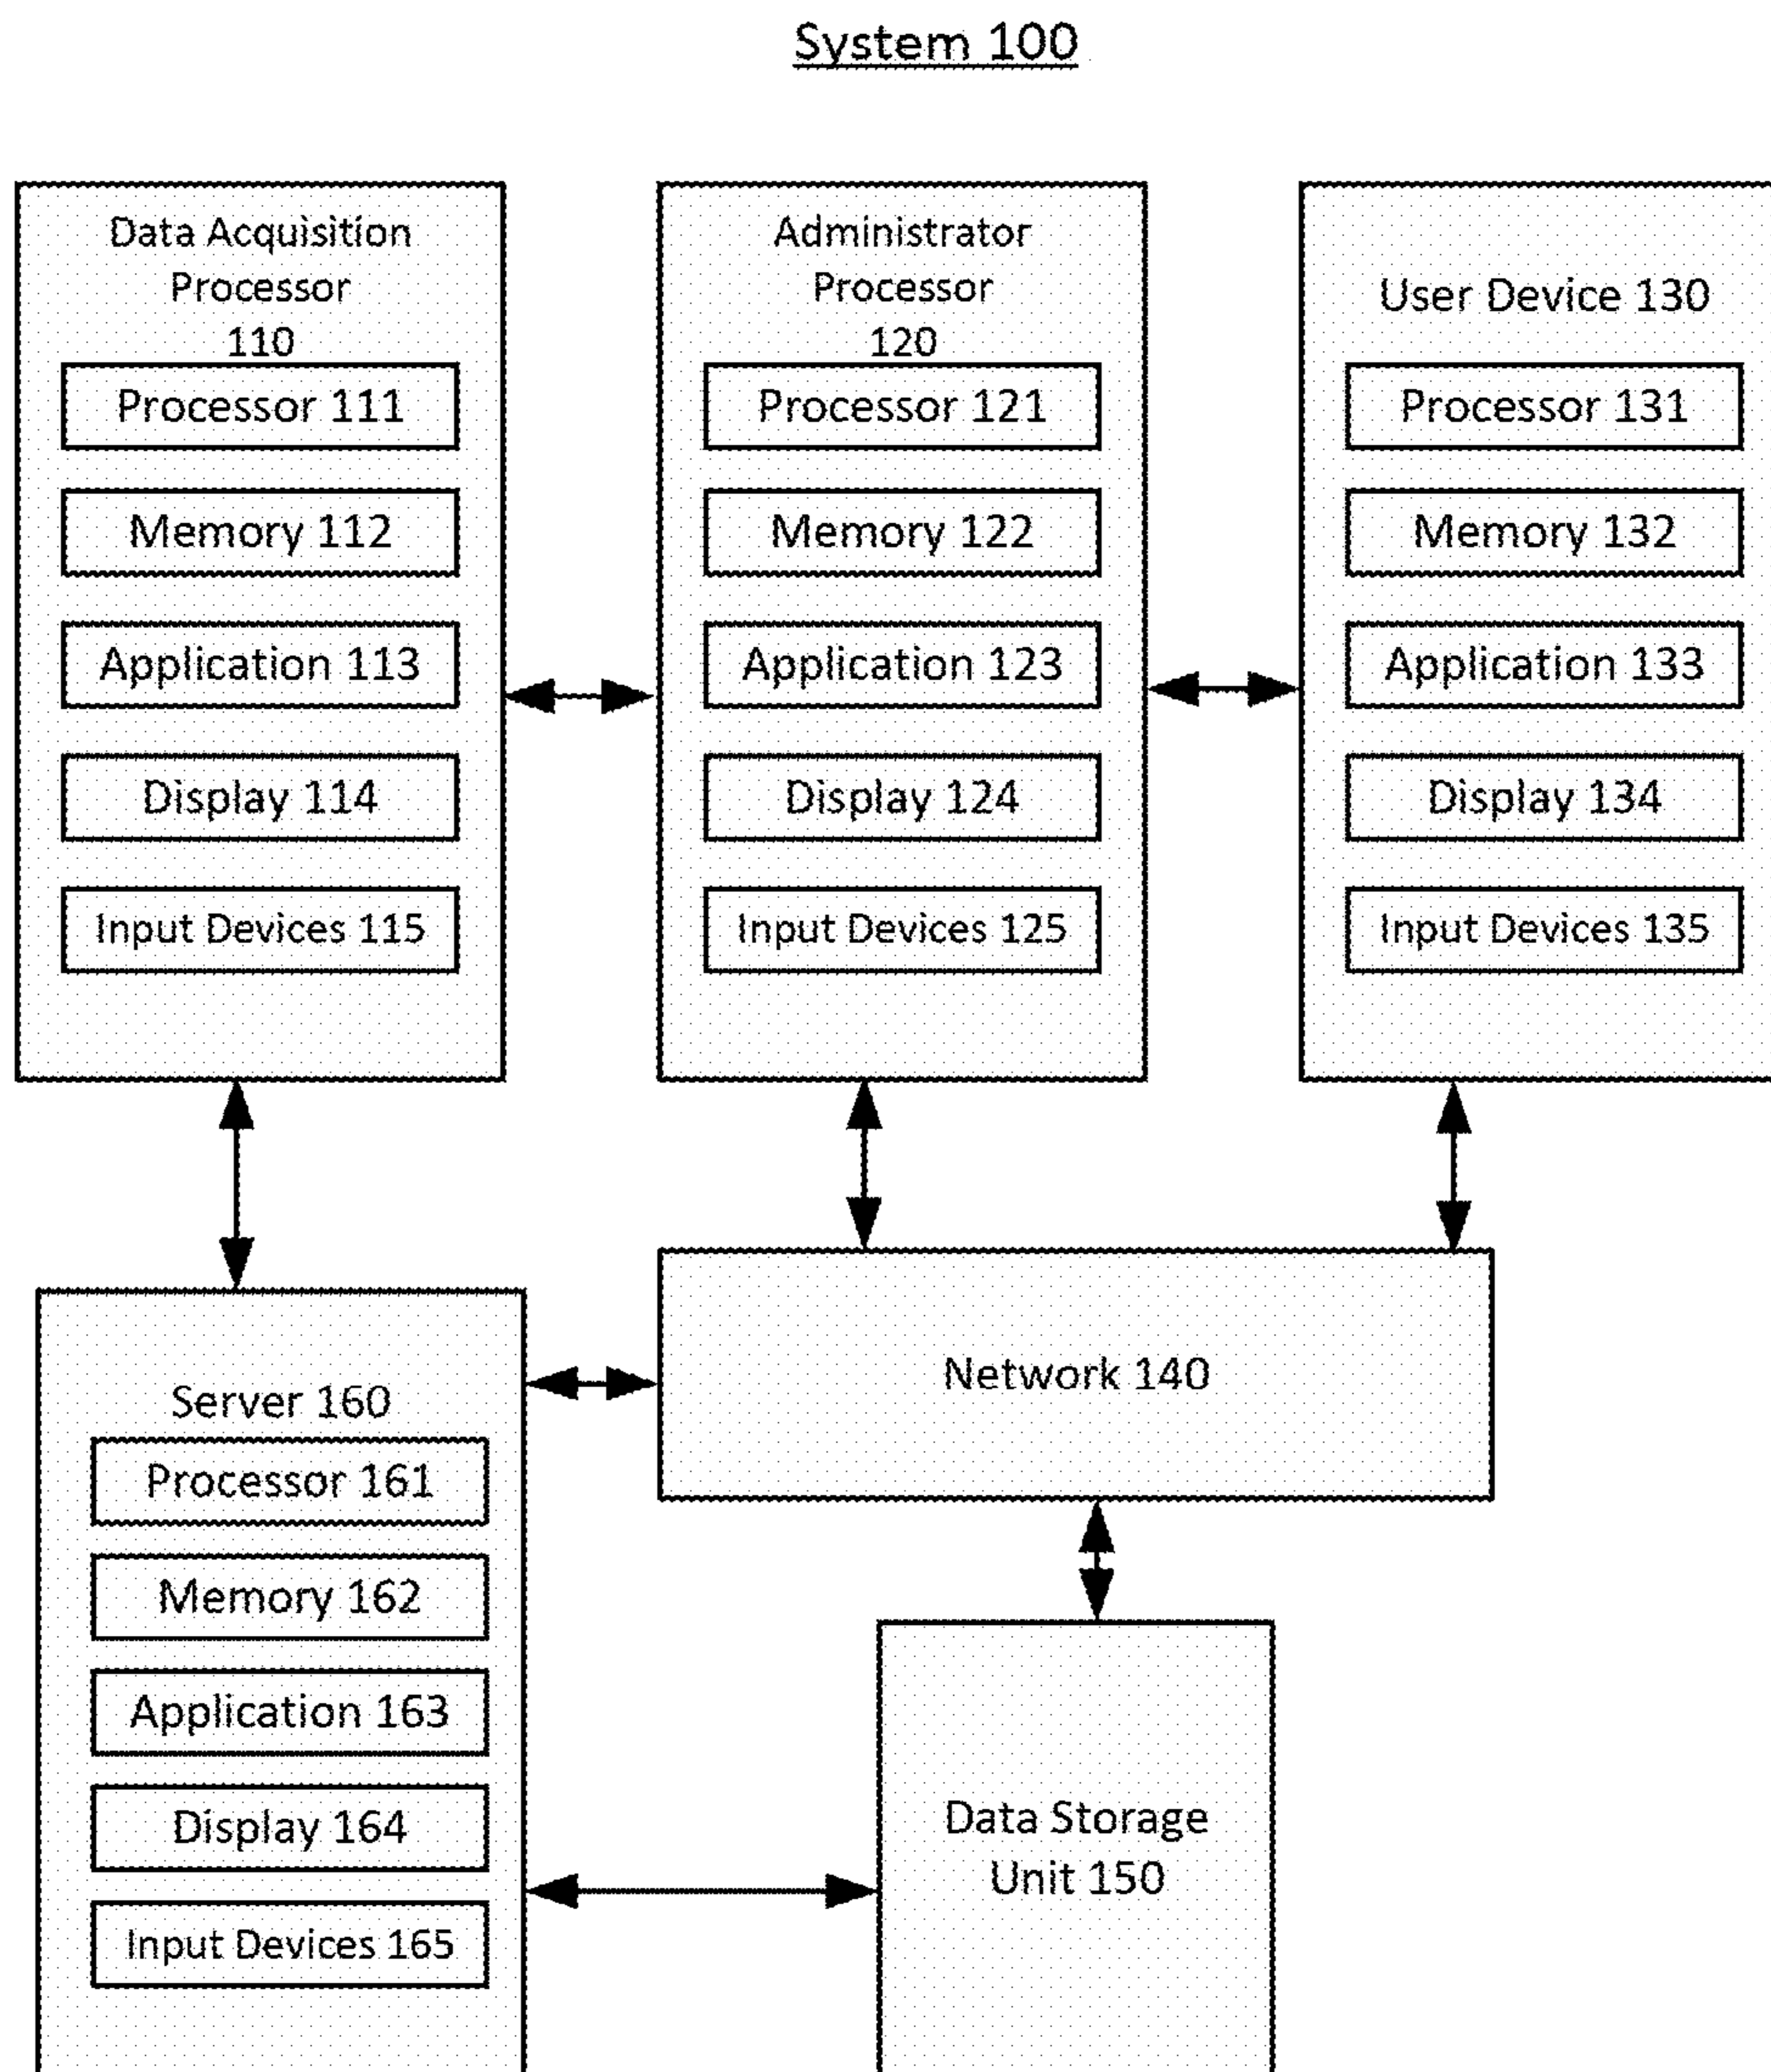 System 100
Data Acquisition
Processor
110
Processor 111
Memory 112
Application 113
Display 114
Input Devices 115
Administrator
Processor
120
Processor 121
Memory 122
Application 123
Display 124
Input Devices 125
User Device 130
Processor 131
Memory 132
Application 133
Display 134
Input Devices 135
Server 160
Processor 161
Memory 162
Application 163
Display 164
Input Devices 165
Network 140
Data Storage
Unit 150